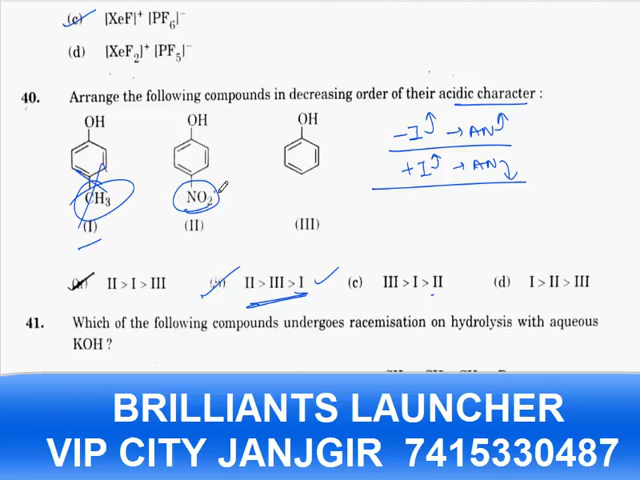 (c) [XeF]⁺ [PF₆]⁻
(d) [XeF₂]⁺ [PF₅]⁻
40. Arrange the following compounds in decreasing order of their acidic character :
OH OH OH
CH₃ NO₂
(I) (II) (III)
-I↑ → AN↑
+I↑ → AN↓
II > I > III II > III > I (c) III > I > II (d) I > II > III
41. Which of the following compounds undergoes racemisation on hydrolysis with aqueous
KOH ?
BRILLIANTS LAUNCHER
VIP CITY JANJGIR 7415330487